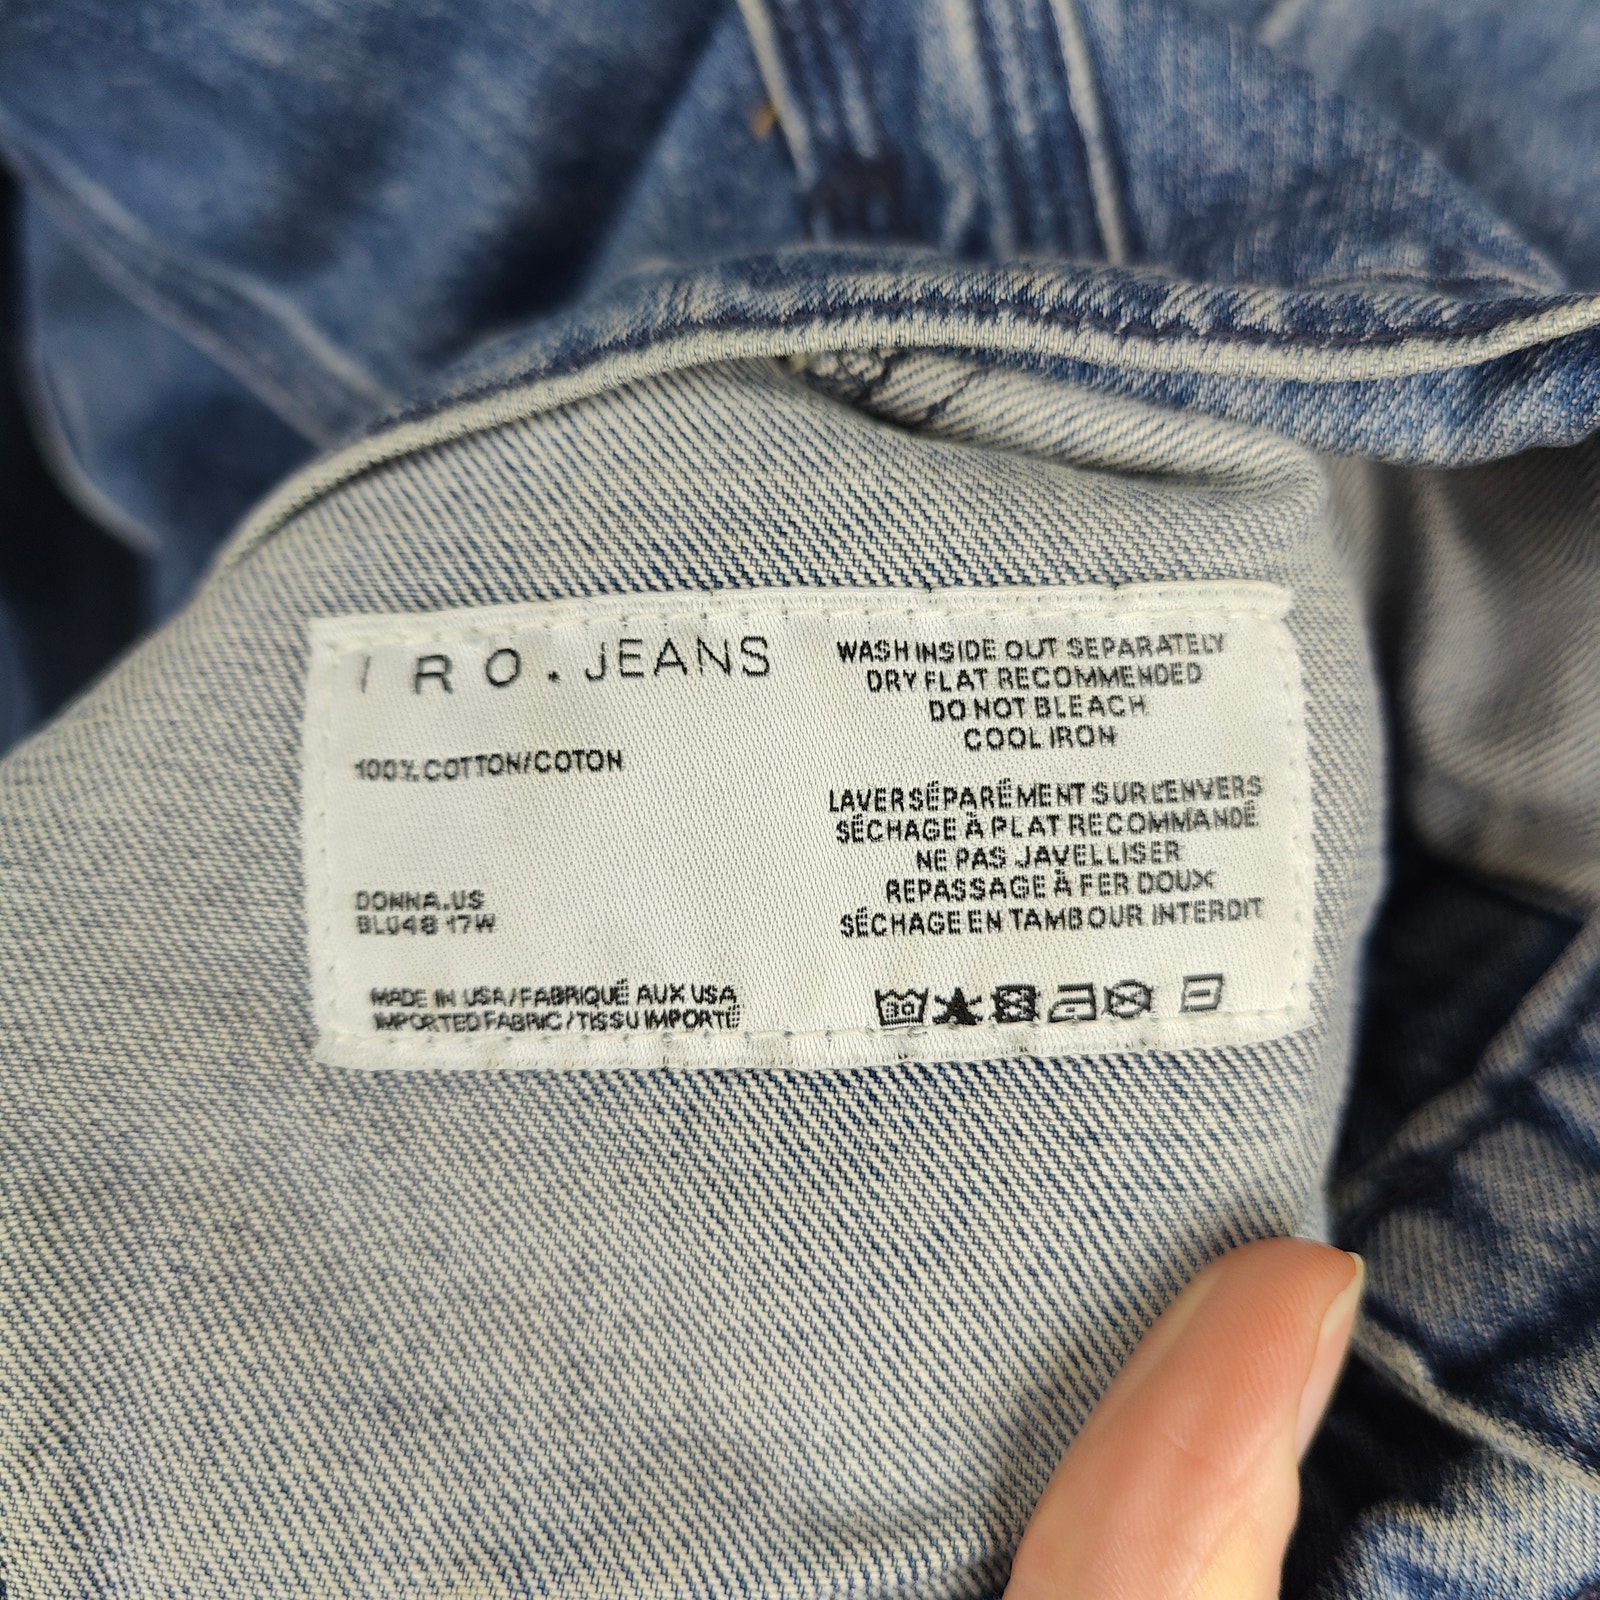 IRO.JEANS
100% COTTON/COTON
DONNA.US
BLU48 17W
MADE IN USA/FABRIQUÉ AUX USA
IMPORTED FABRIC/TISSU IMPORTÉ
WASH INSIDE OUT SEPARATELY
DRY FLAT RECOMMENDED
DO NOT BLEACH
COOL IRON
LAVER SÉPARÉMENT SUR L'ENVERS
SÉCHAGE À PLAT RECOMMANDÉ
NE PAS JAVELLISER
REPASSAGE À FER DOUX
SÉCHAGE EN TAMBOUR INTERDIT
30